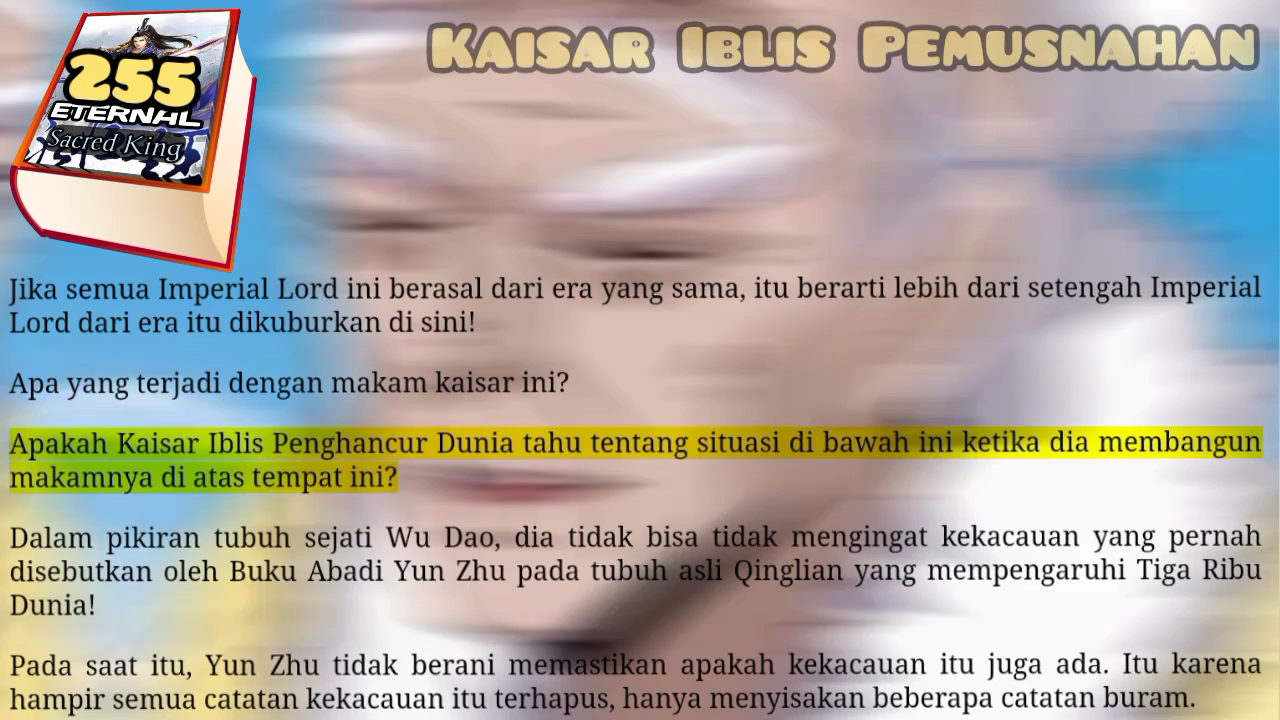 Kaisar Iblis Pemusnahan
255
ETERNAL
Sacred King
Jika semua Imperial Lord ini berasal dari era yang sama, itu berarti lebih dari setengah Imperial
Lord dari era itu dikuburkan di sini!
Apa yang terjadi dengan makam kaisar ini?
Apakah Kaisar Iblis Penghancur Dunia tahu tentang situasi di bawah ini ketika dia membangun
makamnya di atas tempat ini?
Dalam pikiran tubuh sejati Wu Dao, dia tidak bisa tidak mengingat kekacauan yang pernah
disebutkan oleh Buku Abadi Yun Zhu pada tubuh asli Qinglian yang mempengaruhi Tiga Ribu
Dunia!
Pada saat itu, Yun Zhu tidak berani memastikan apakah kekacauan itu juga ada. Itu karena
hampir semua catatan kekacauan itu terhapus, hanya menyisakan beberapa catatan buram.